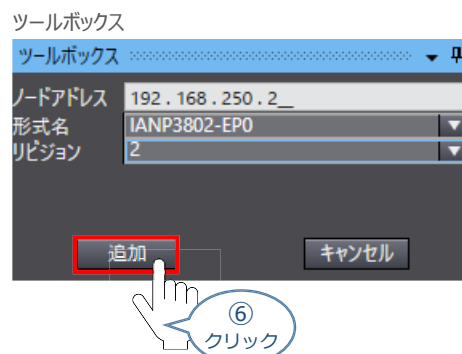 ツールボックス
ツールボックス
ノードアドレス 192 . 168 . 250 . 2__
形式名 IANP3802-EP0
リビジョン 2
追加 キャンセル
⑥
クリック